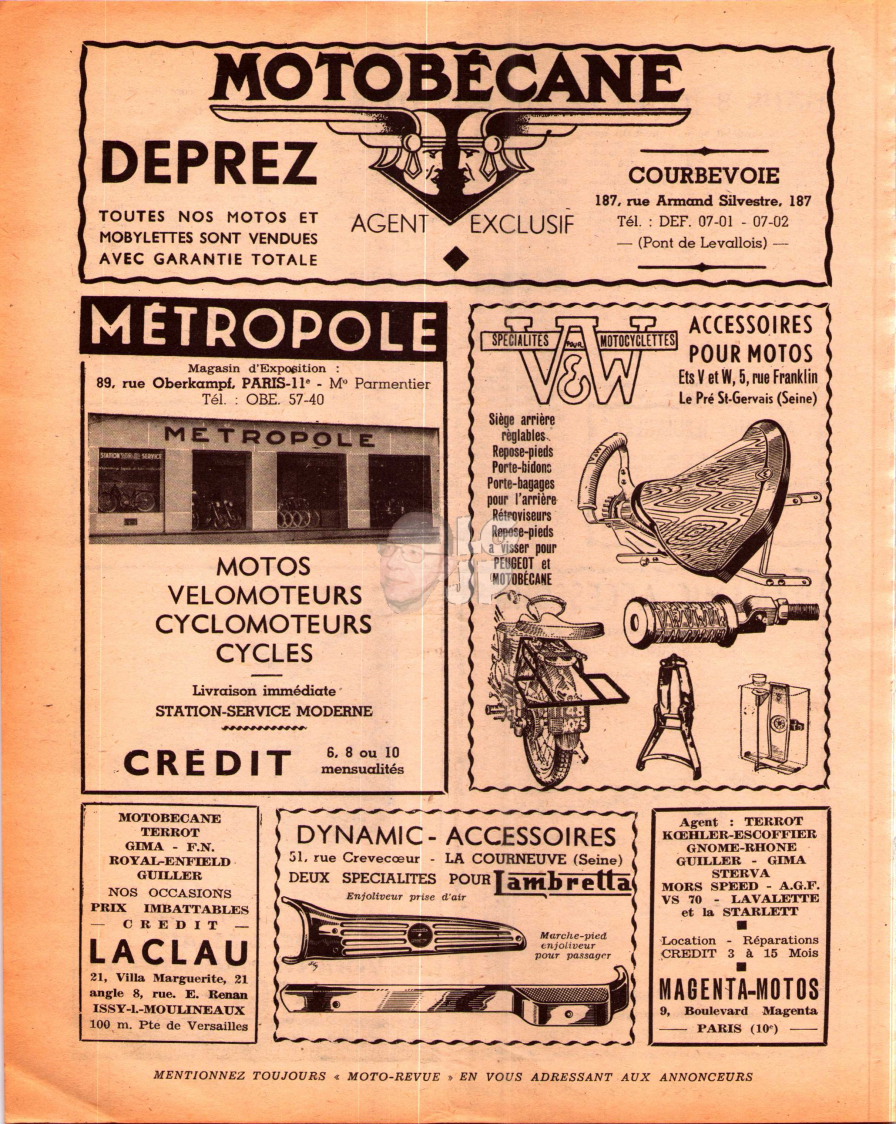 MOTOBÉCANE
DEPREZ
TOUTES NOS MOTOS ET
MOBYLETTES SONT VENDUES
AVEC GARANTIE TOTALE
AGENT EXCLUSIF
COURBEVOIE
187, rue Armand Silvestre, 187
Tél. : DEF. 07-01 - 07-02
— (Pont de Levallois) —
MÉTROPOLE
Magasin d'Exposition :
89, rue Oberkampf, PARIS-11e - Mo Parmentier
Tél. : OBE. 57-40
METROPOLE
STATION SERVICE
MOTOS
VELOMOTEURS
CYCLOMOTEURS
CYCLES
Livraison immédiate
STATION-SERVICE MODERNE
CRÉDIT
6, 8 ou 10
mensualités
SPÉCIALITÉS POUR MOTOCYCLETTES
V&W
ACCESSOIRES
POUR MOTOS
Ets V et W, 5, rue Franklin
Le Pré St-Gervais (Seine)
Siège arrière
règlables
Repose-pieds
Porte-bidons
Porte-bagages
pour l'arrière
Rétroviseurs
Repose-pieds
à visser pour
PEUGEOT et
MOTOBÉCANE
MOTOBECANE
TERROT
GIMA - F.N.
ROYAL-ENFIELD
GUILLER
NOS OCCASIONS
PRIX IMBATTABLES
— CREDIT —
LACLAU
21, Villa Marguerite, 21
angle 8, rue. E. Renan
ISSY-l.-MOULINEAUX
100 m. Pte de Versailles
DYNAMIC-ACCESSOIRES
51, rue Crevecœur - LA COURNEUVE (Seine)
DEUX SPECIALITES POUR Lambretta
Enjoliveur prise d'air
Marche-pied
enjoliveur
pour passager
Agent : TERROT
KŒHLER-ESCOFFIER
GNOME-RHONE
GUILLER - GIMA
STERVA
MORS SPEED - A.G.F.
VS 70 - LAVALETTE
et la STARLETT
Location - Réparations
CREDIT 3 à 15 Mois
MAGENTA-MOTOS
9, Boulevard Magenta
— PARIS (10e) —
MENTIONNEZ TOUJOURS « MOTO-REVUE » EN VOUS ADRESSANT AUX ANNONCEURS